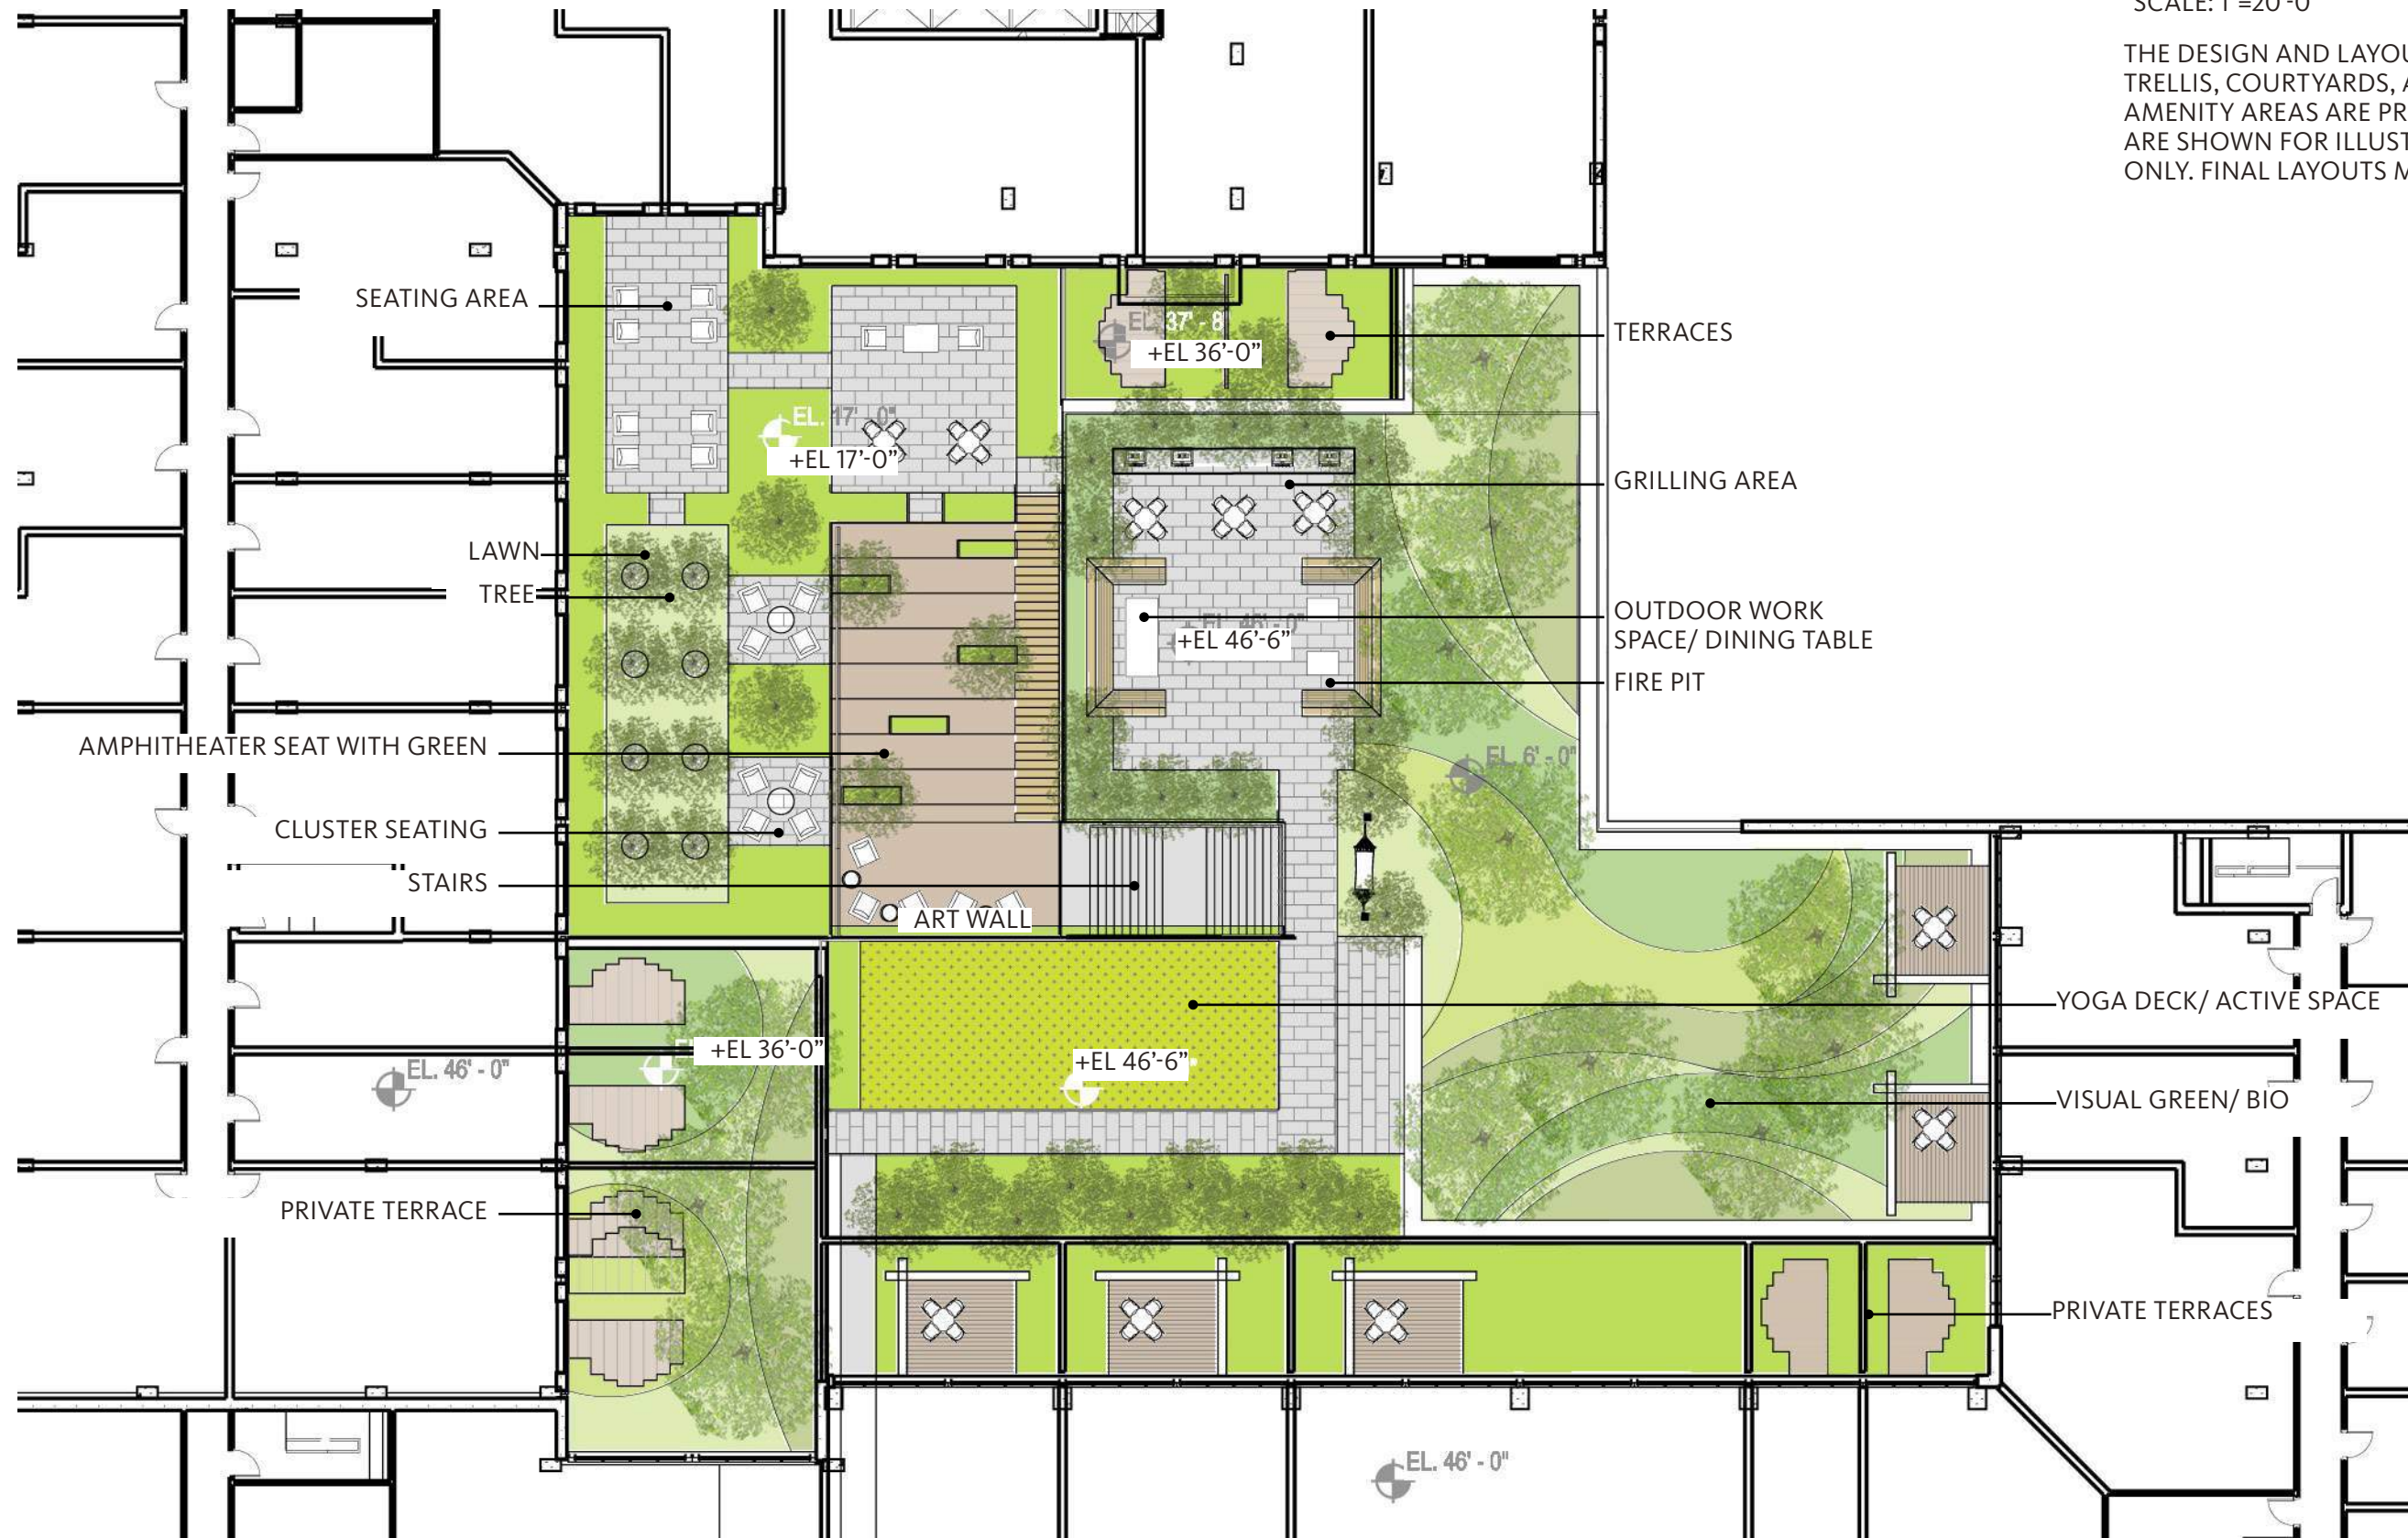 SCALE: 1"=20'-0"
THE DESIGN AND LAYOU
TRELLIS, COURTYARDS, A
AMENITY AREAS ARE PR
ARE SHOWN FOR ILLUST
ONLY. FINAL LAYOUTS M
SEATING AREA
EL. 37' - 8
+EL 36'-0"
TERRACES
EL. 17' - 0"
+EL 17'-0"
GRILLING AREA
LAWN
TREE
OUTDOOR WORK
SPACE/ DINING TABLE
EL. 46' - 0"
+EL 46'-6"
FIRE PIT
AMPHITHEATER SEAT WITH GREEN
EL. 6' - 0"
CLUSTER SEATING
STAIRS
ART WALL
YOGA DECK/ ACTIVE SPACE
+EL 36'-0"
+EL 46'-6"
EL. 46' - 0"
VISUAL GREEN/ BIO
PRIVATE TERRACE
PRIVATE TERRACES
EL. 46' - 0"